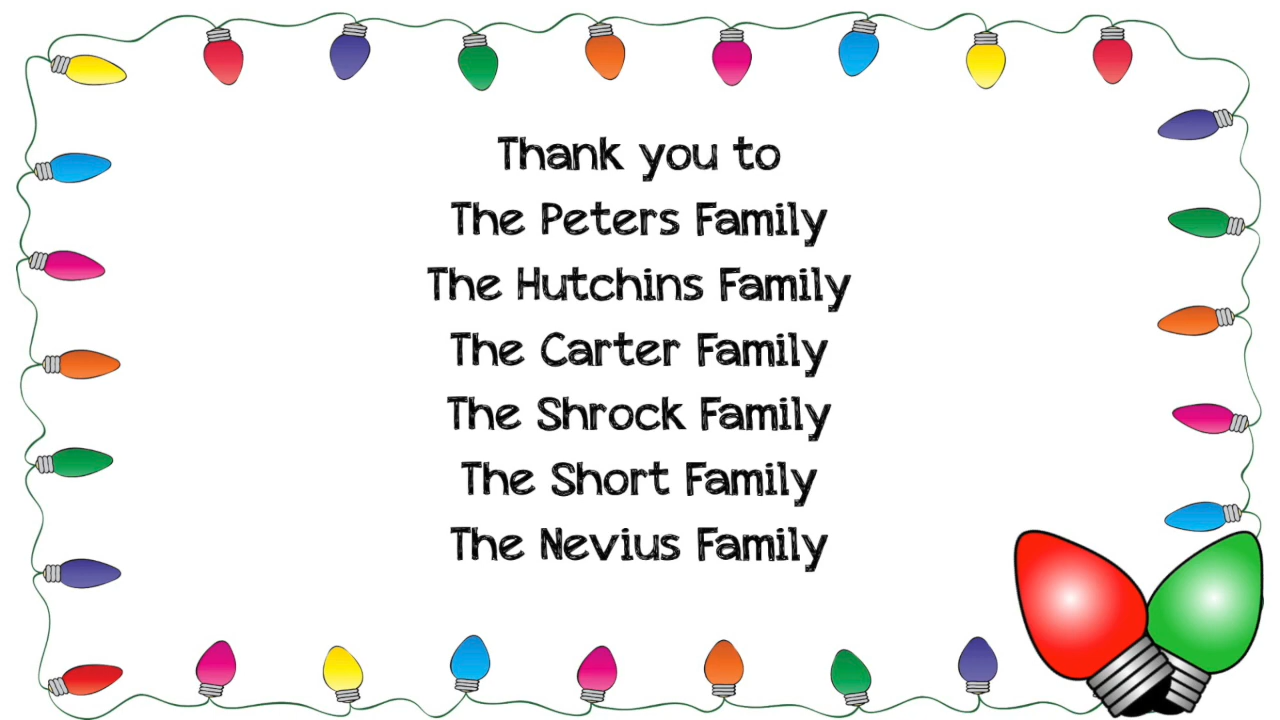 Thank you to
The Peters Family
The Hutchins Family
The Carter Family
The Shrock Family
The Short Family
The Nevius Family